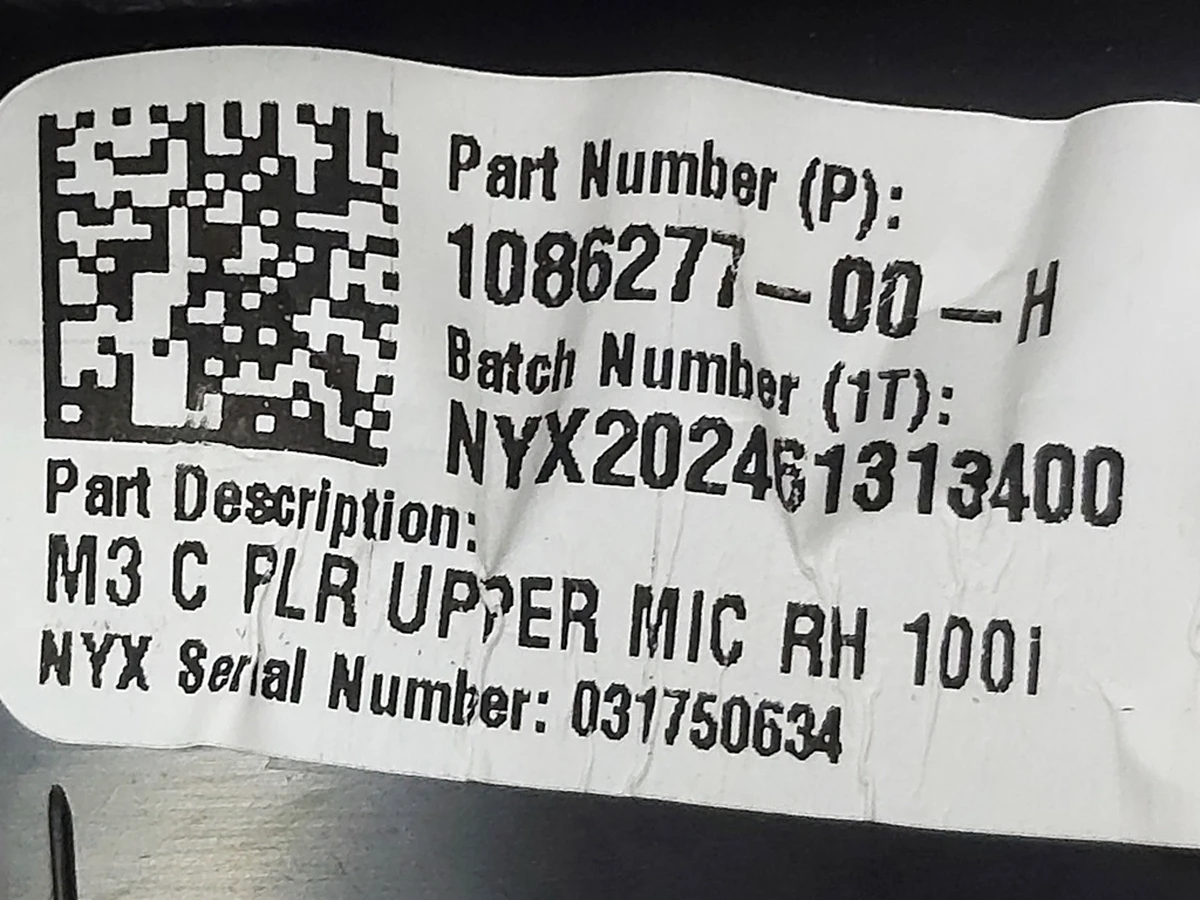 Part Number (P):
1086277-00-H
Batch Number (1T):
NYX202461313400
Part Description:
M3 C PLR UPPER MIC RH 100i
NYX Serial Number: 031750634